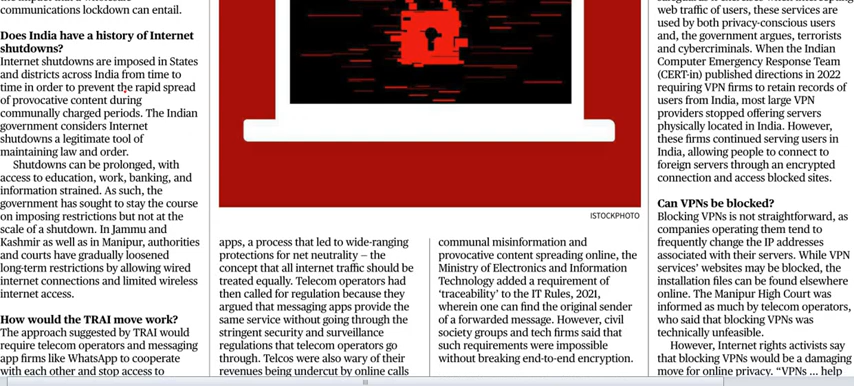 communications lockdown can entail.
Does India have a history of Internet
shutdowns?
Internet shutdowns are imposed in States
and districts across India from time to
time in order to prevent the rapid spread
of provocative content during
communally charged periods. The Indian
government considers Internet
shutdowns a legitimate tool of
maintaining law and order.
Shutdowns can be prolonged, with
access to education, work, banking, and
information strained. As such, the
government has sought to stay the course
on imposing restrictions but not at the
scale of a shutdown. In Jammu and
Kashmir as well as in Manipur, authorities
and courts have gradually loosened
long-term restrictions by allowing wired
internet connections and limited wireless
internet access.
How would the TRAI move work?
The approach suggested by TRAI would
require telecom operators and messaging
app firms like WhatsApp to cooperate
with each other and stop access to
ISTOCKPHOTO
apps, a process that led to wide-ranging
protections for net neutrality — the
concept that all internet traffic should be
treated equally. Telecom operators had
then called for regulation because they
argued that messaging apps provide the
same service without going through the
stringent security and surveillance
regulations that telecom operators go
through. Telcos were also wary of their
revenues being undercut by online calls
communal misinformation and
provocative content spreading online, the
Ministry of Electronics and Information
Technology added a requirement of
‘traceability’ to the IT Rules, 2021,
wherein one can find the original sender
of a forwarded message. However, civil
society groups and tech firms said that
such requirements were impossible
without breaking end-to-end encryption.
web traffic of users, these services are
used by both privacy-conscious users
and, the government argues, terrorists
and cybercriminals. When the Indian
Computer Emergency Response Team
(CERT-in) published directions in 2022
requiring VPN firms to retain records of
users from India, most large VPN
providers stopped offering servers
physically located in India. However,
these firms continued serving users in
India, allowing people to connect to
foreign servers through an encrypted
connection and access blocked sites.
Can VPNs be blocked?
Blocking VPNs is not straightforward, as
companies operating them tend to
frequently change the IP addresses
associated with their servers. While VPN
services’ websites may be blocked, the
installation files can be found elsewhere
online. The Manipur High Court was
informed as much by telecom operators,
who said that blocking VPNs was
technically unfeasible.
However, Internet rights activists say
that blocking VPNs would be a damaging
move for online privacy. “VPNs ... help